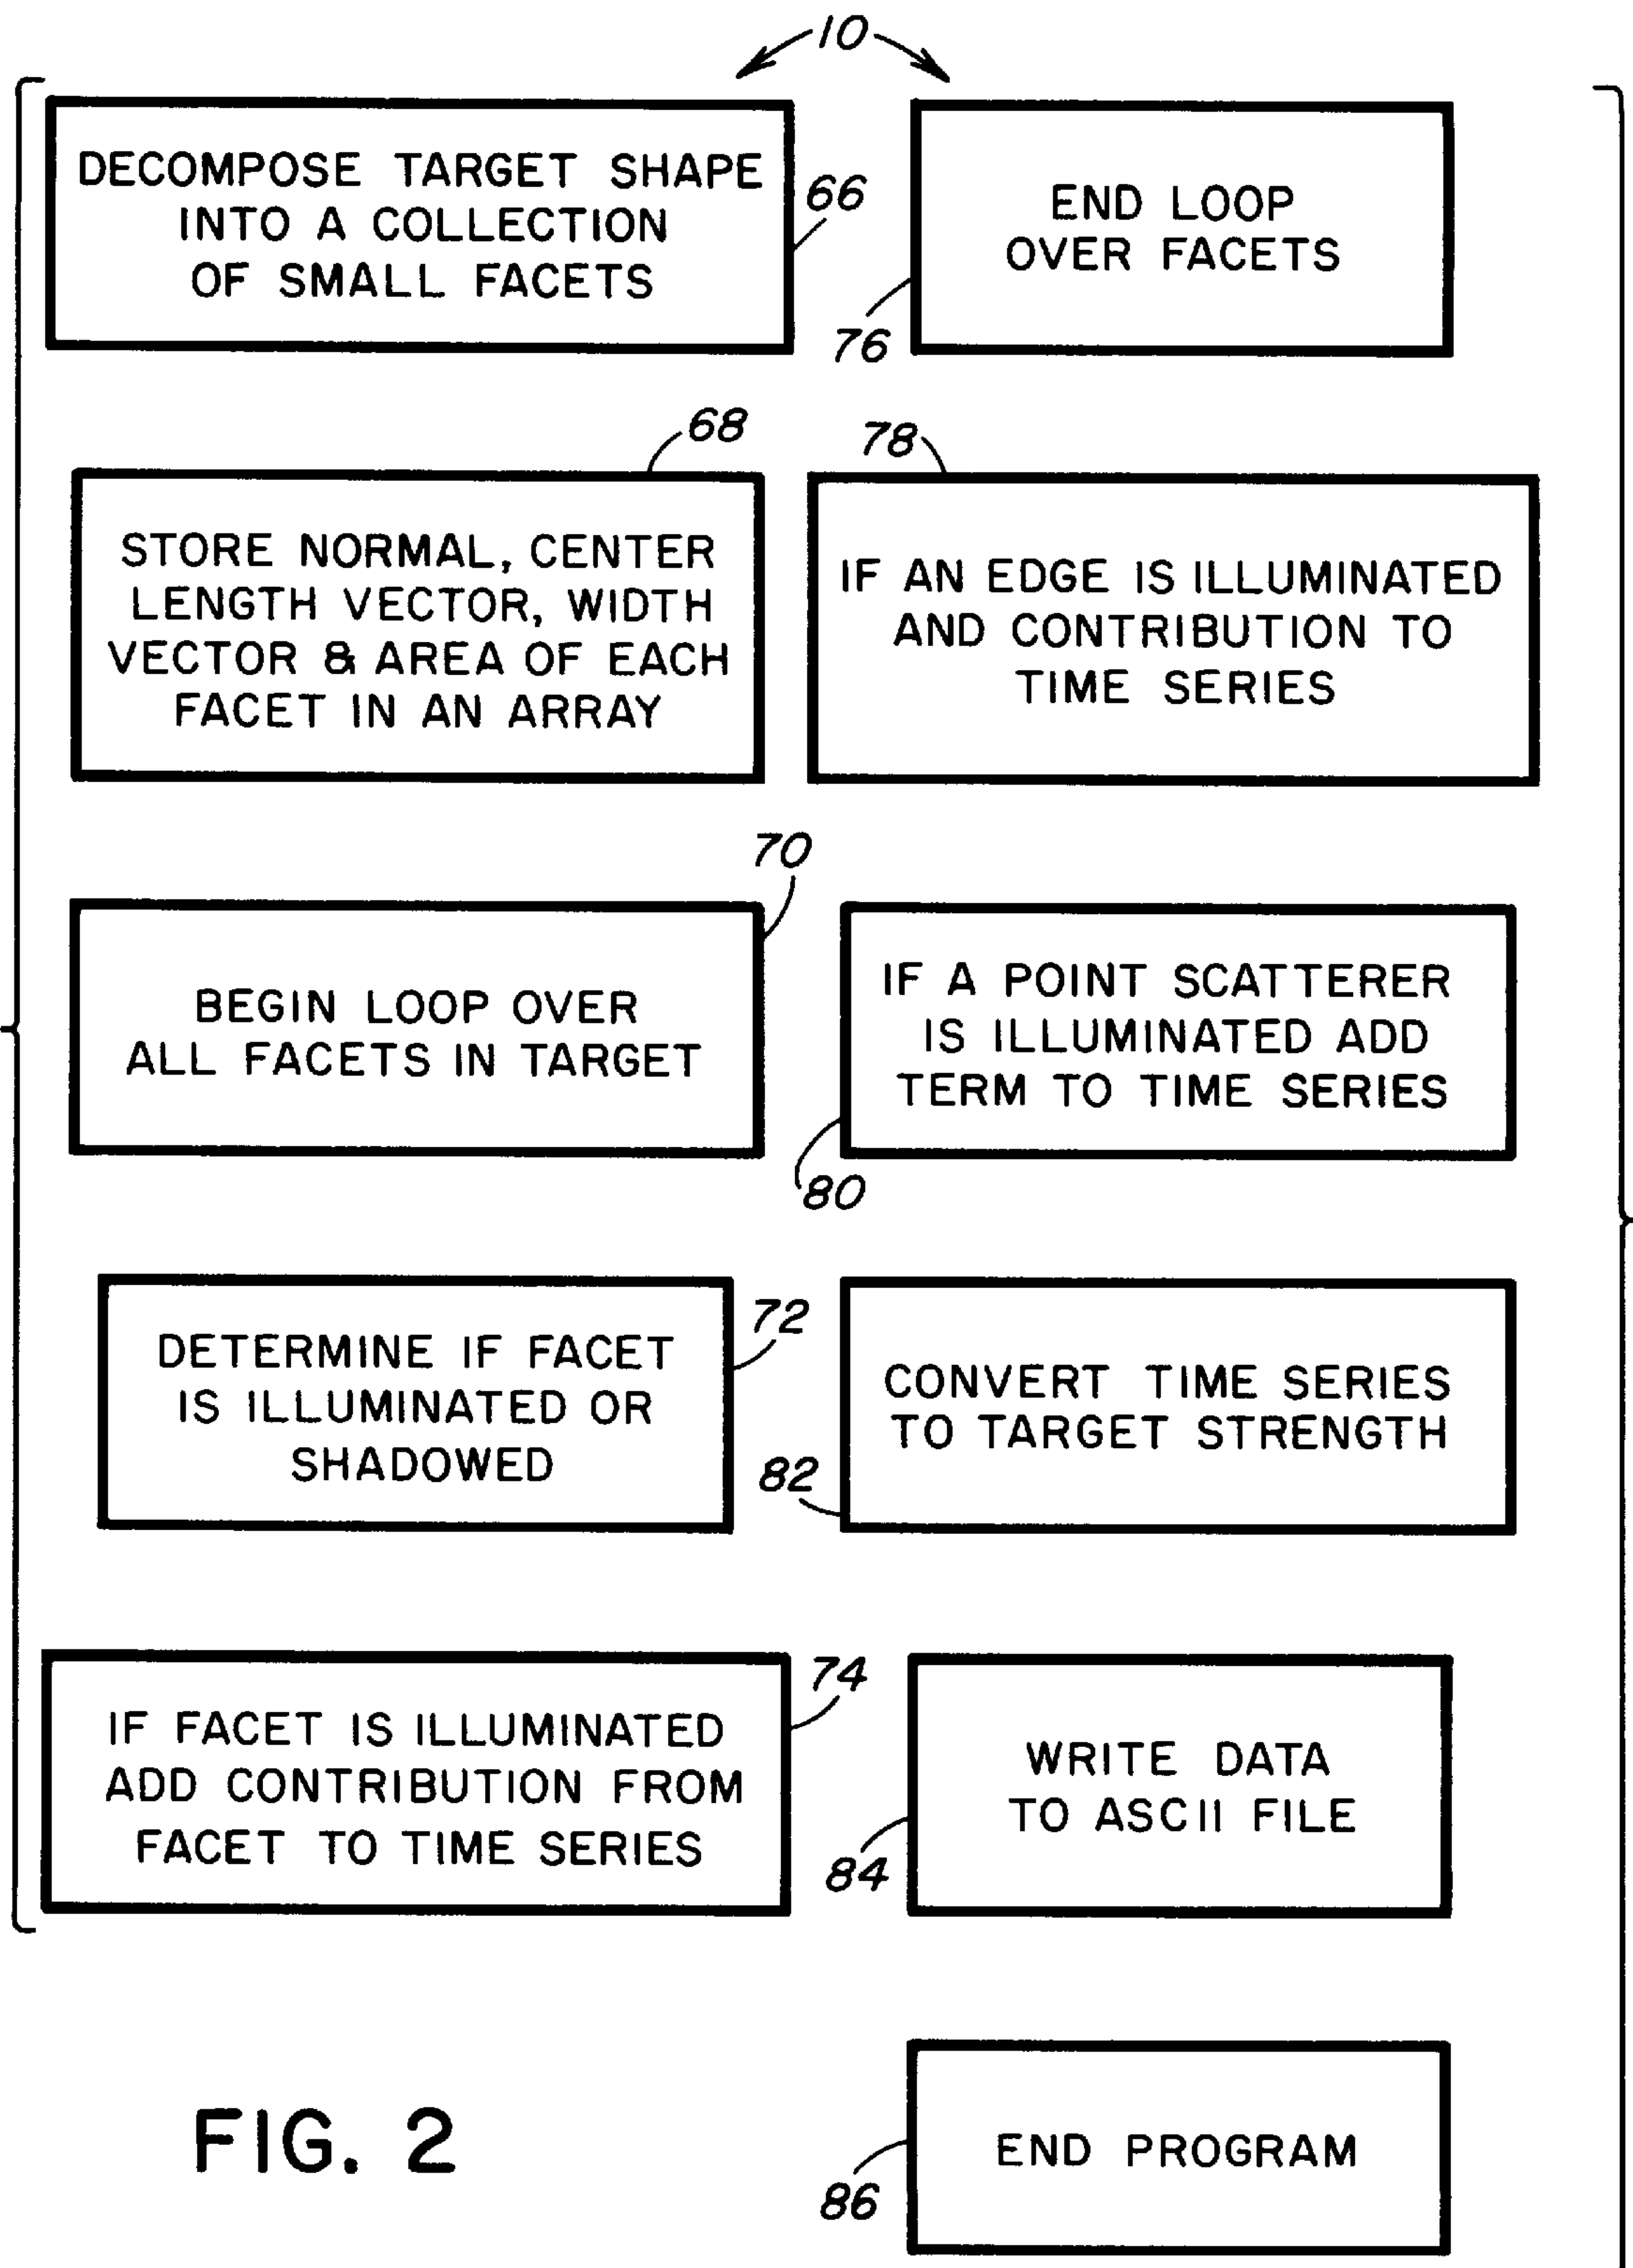 10
DECOMPOSE TARGET SHAPE
INTO A COLLECTION
OF SMALL FACETS
66
68
STORE NORMAL, CENTER
LENGTH VECTOR, WIDTH
VECTOR & AREA OF EACH
FACET IN AN ARRAY
70
BEGIN LOOP OVER
ALL FACETS IN TARGET
72
DETERMINE IF FACET
IS ILLUMINATED OR
SHADOWED
74
IF FACET IS ILLUMINATED
ADD CONTRIBUTION FROM
FACET TO TIME SERIES
END LOOP
OVER FACETS
76
78
IF AN EDGE IS ILLUMINATED
AND CONTRIBUTION TO
TIME SERIES
IF A POINT SCATTERER
IS ILLUMINATED ADD
TERM TO TIME SERIES
80
CONVERT TIME SERIES
TO TARGET STRENGTH
82
WRITE DATA
TO ASCII FILE
84
END PROGRAM
86
FIG. 2